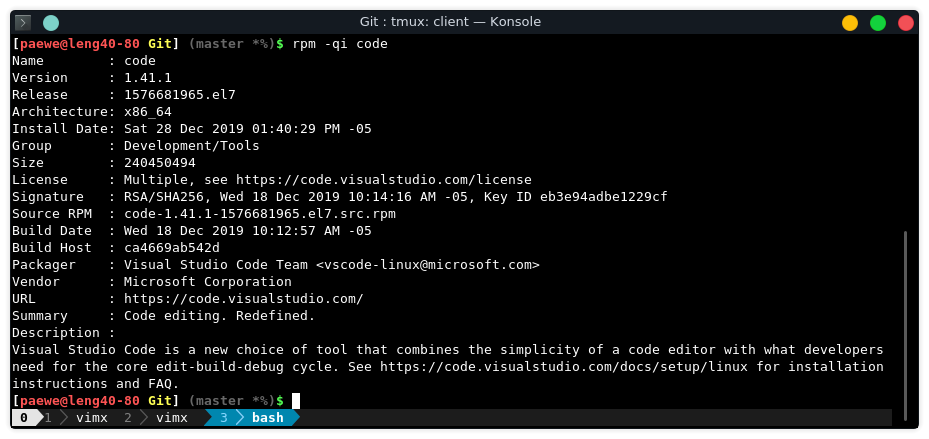 Git : tmux: client — Konsole
[paewe@leng40-80 Git] (master *%)$ rpm -qi code
Name        : code
Version     : 1.41.1
Release     : 1576681965.el7
Architecture: x86_64
Install Date: Sat 28 Dec 2019 01:40:29 PM -05
Group       : Development/Tools
Size        : 240450494
License     : Multiple, see https://code.visualstudio.com/license
Signature   : RSA/SHA256, Wed 18 Dec 2019 10:14:16 AM -05, Key ID eb3e94adbe1229cf
Source RPM  : code-1.41.1-1576681965.el7.src.rpm
Build Date  : Wed 18 Dec 2019 10:12:57 AM -05
Build Host  : ca4669ab542d
Packager    : Visual Studio Code Team <vscode-linux@microsoft.com>
Vendor      : Microsoft Corporation
URL         : https://code.visualstudio.com/
Summary     : Code editing. Redefined.
Description :
Visual Studio Code is a new choice of tool that combines the simplicity of a code editor with what developers
need for the core edit-build-debug cycle. See https://code.visualstudio.com/docs/setup/linux for installation
instructions and FAQ.
[paewe@leng40-80 Git] (master *%)$
0 1 vimx 2 vimx 3 bash